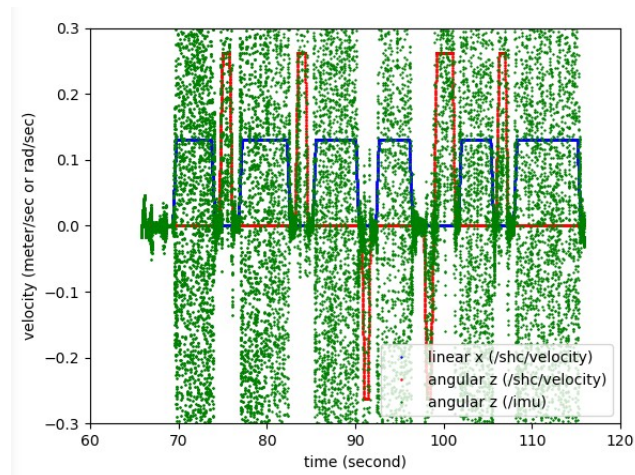 0.3
0.2
0.1
0.0
−0.1
−0.2
−0.3
velocity (meter/sec or rad/sec)
linear x (/shc/velocity)
angular z (/shc/velocity)
angular z (/imu)
60 70 80 90 100 110 120
time (second)